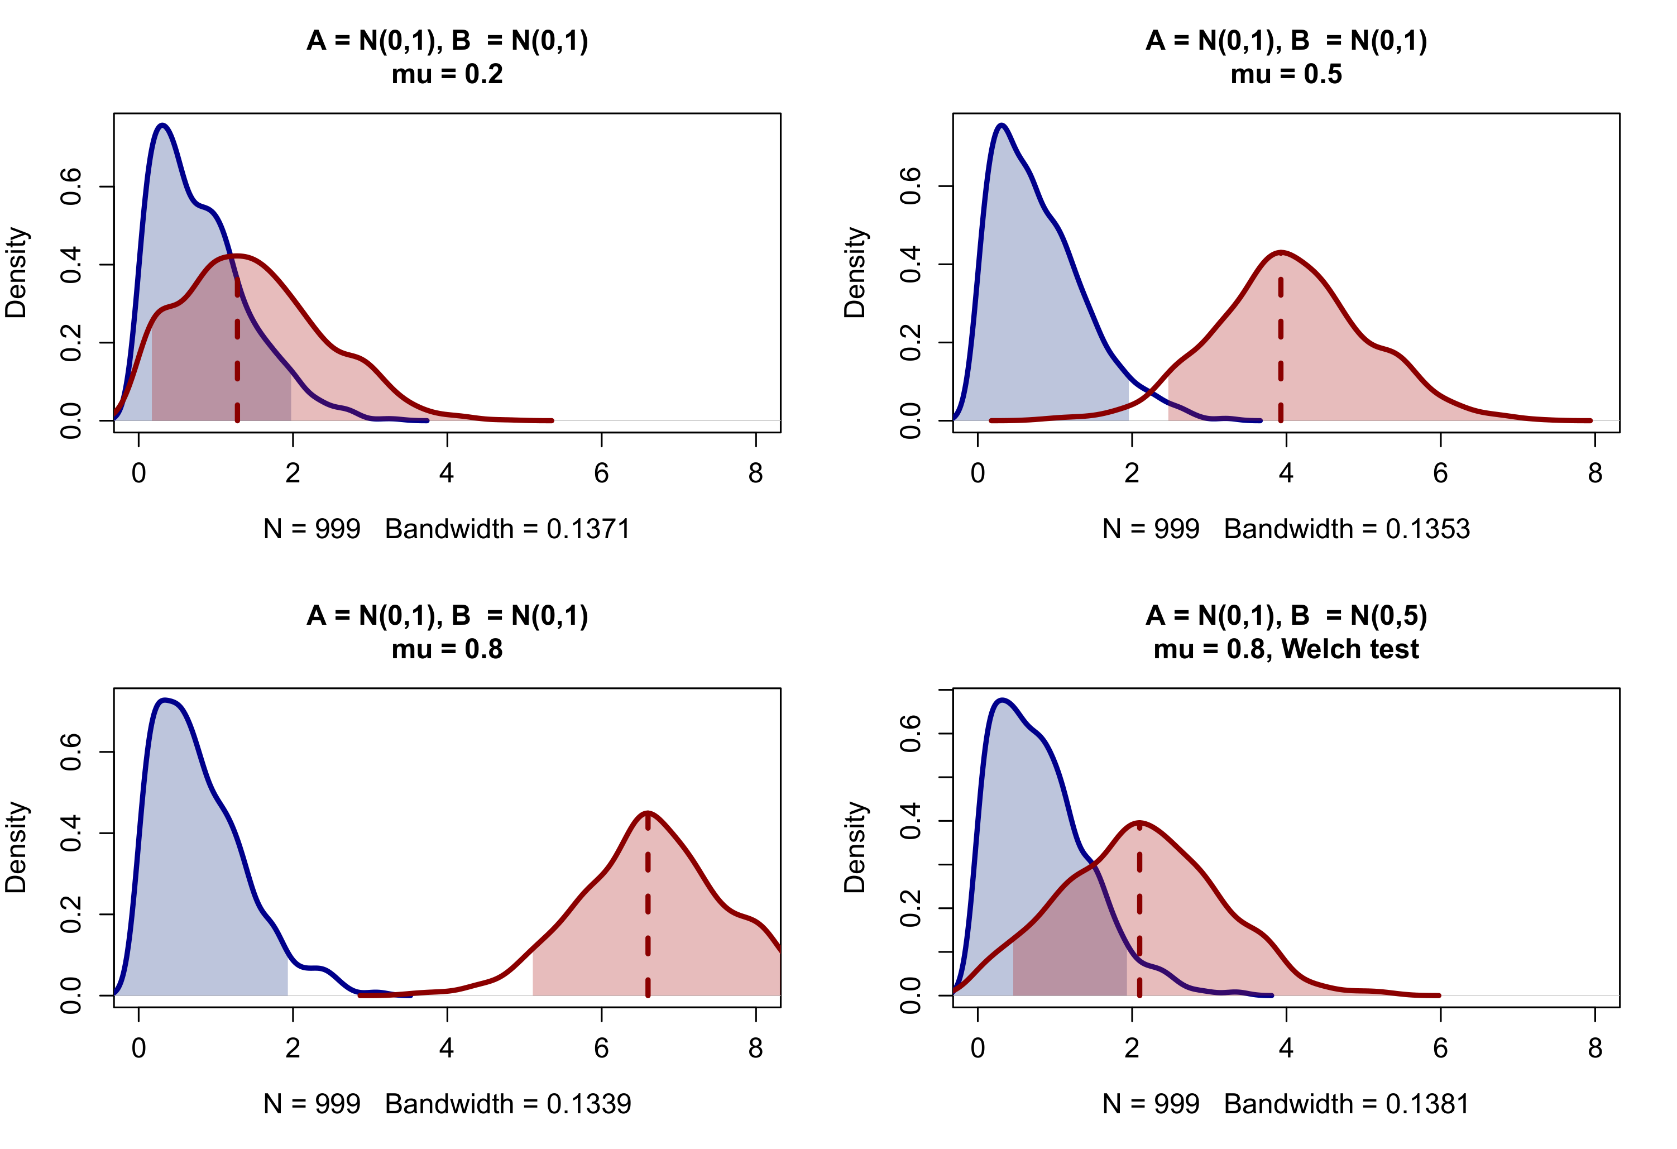 A = N(0,1), B  = N(0,1)
mu = 0.2
Density
0.0 0.2 0.4 0.6
0 2 4 6 8
N = 999   Bandwidth = 0.1371
A = N(0,1), B  = N(0,1)
mu = 0.5
Density
0.0 0.2 0.4 0.6
0 2 4 6 8
N = 999   Bandwidth = 0.1353
A = N(0,1), B  = N(0,1)
mu = 0.8
Density
0.0 0.2 0.4 0.6
0 2 4 6 8
N = 999   Bandwidth = 0.1339
A = N(0,1), B  = N(0,5)
mu = 0.8, Welch test
Density
0.0 0.2 0.4 0.6
0 2 4 6 8
N = 999   Bandwidth = 0.1381